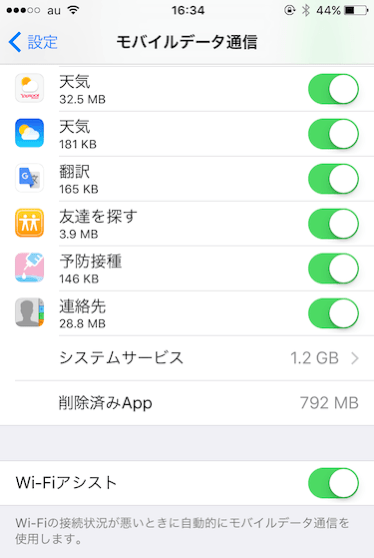 au 16:34 44%
設定 モバイルデータ通信
天気
32.5 MB
天気
181 KB
翻訳
165 KB
友達を探す
3.9 MB
予防接種
146 KB
連絡先
28.8 MB
システムサービス 1.2 GB
削除済みApp 792 MB
Wi-Fiアシスト
Wi-Fiの接続状況が悪いときに自動的にモバイルデータ通信を
使用します。